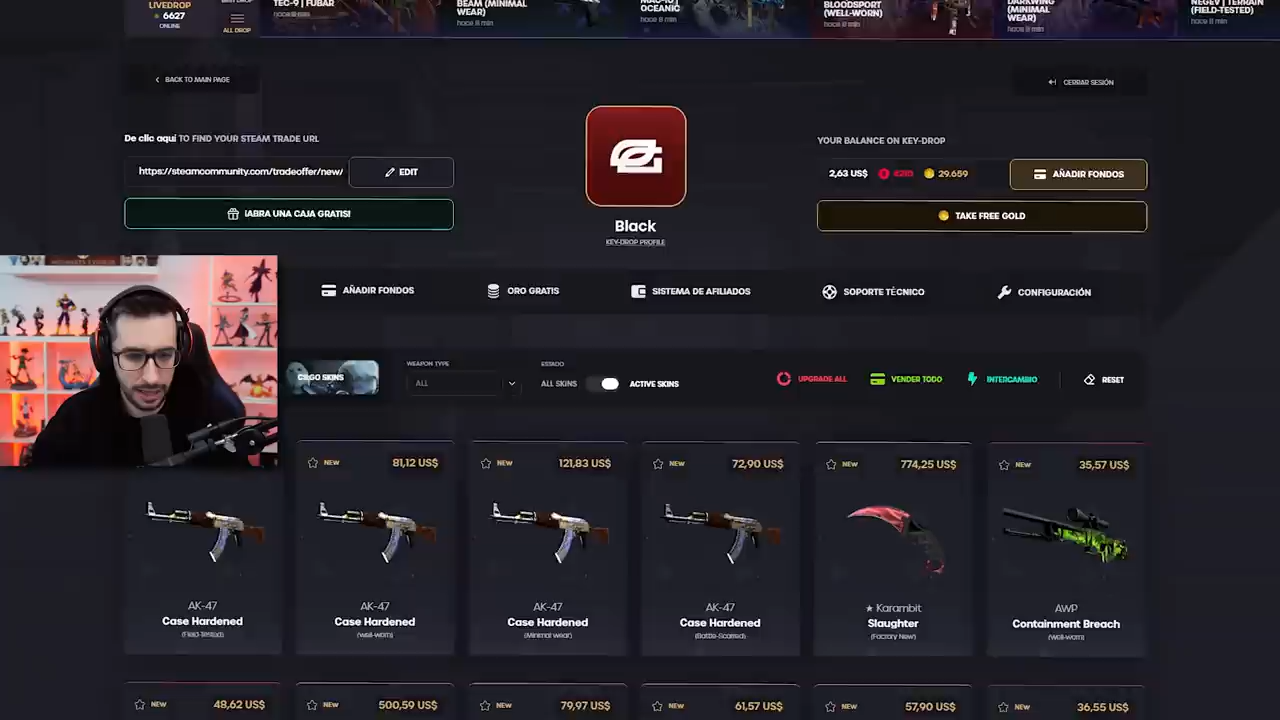 LIVEDROP
6627
ONLINE
ALL DROP
TEC-9 | FUBAR
hace 8 min
BEAM (MINIMAL
WEAR)
hace 8 min
OCEANIC
hace 8 min
BLOODSPORT
(WELL-WORN)
hace 11 min
DARKWING
(MINIMAL
WEAR)
hace 11 min
NEGEV | TERRAIN
(FIELD-TESTED)
hace 11 min
BACK TO MAIN PAGE
CERRAR SESIÓN
De clic aquí TO FIND YOUR STEAM TRADE URL
https://steamcommunity.com/tradeoffer/new/
EDIT
¡ABRA UNA CAJA GRATIS!
Black
KEY-DROP PROFILE
YOUR BALANCE ON KEY-DROP
2,63 US$
29.659
AÑADIR FONDOS
TAKE FREE GOLD
AÑADIR FONDOS
ORO GRATIS
SISTEMA DE AFILIADOS
SOPORTE TÉCNICO
CONFIGURACIÓN
CS:GO SKINS
WEAPON TYPE
ALL
ESTADO
ALL SKINS
ACTIVE SKINS
UPGRADE ALL
VENDER TODO
INTERCAMBIO
RESET
NEW 81,12 US$
NEW 121,83 US$
NEW 72,90 US$
NEW 774,25 US$
NEW 35,57 US$
AK-47
Case Hardened
(Field-Tested)
AK-47
Case Hardened
(Well-Worn)
AK-47
Case Hardened
(Minimal Wear)
AK-47
Case Hardened
(Battle-Scarred)
★ Karambit
Slaughter
(Factory New)
AWP
Containment Breach
(Well-Worn)
NEW 48,62 US$
NEW 500,59 US$
NEW 79,97 US$
NEW 61,57 US$
NEW 57,90 US$
NEW 36,55 US$